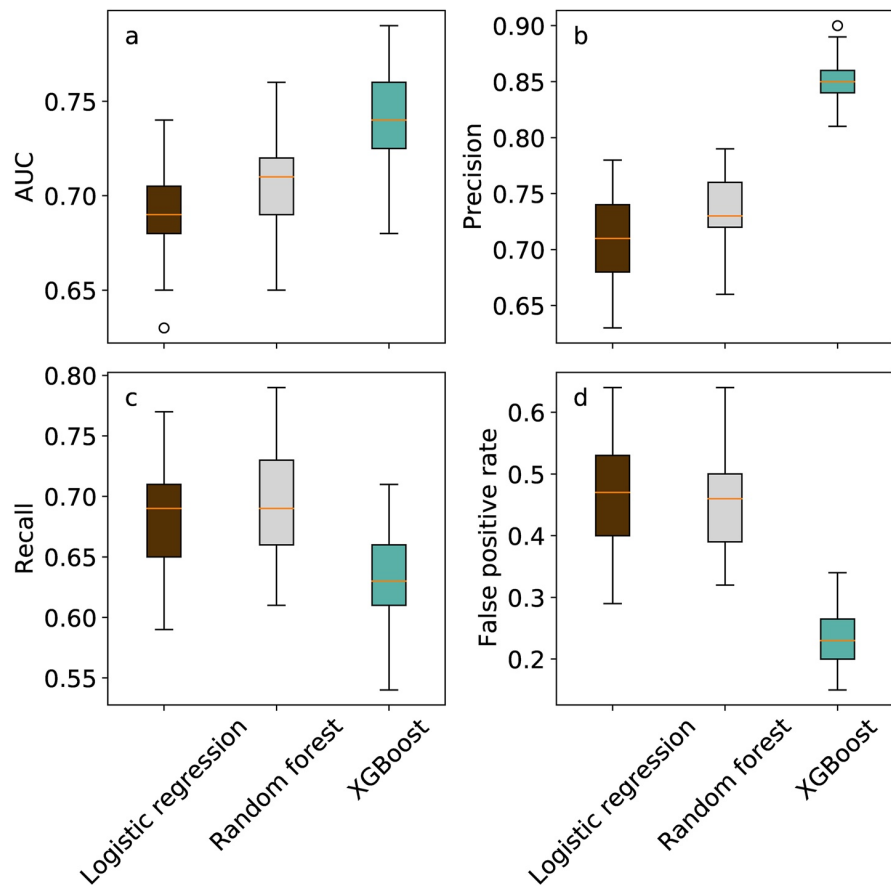 a
AUC
0.75
0.70
0.65
b
Precision
0.90
0.85
0.80
0.75
0.70
0.65
c
Recall
0.80
0.75
0.70
0.65
0.60
0.55
Logistic regression
Random forest
XGBoost
d
False positive rate
0.6
0.5
0.4
0.3
0.2
Logistic regression
Random forest
XGBoost